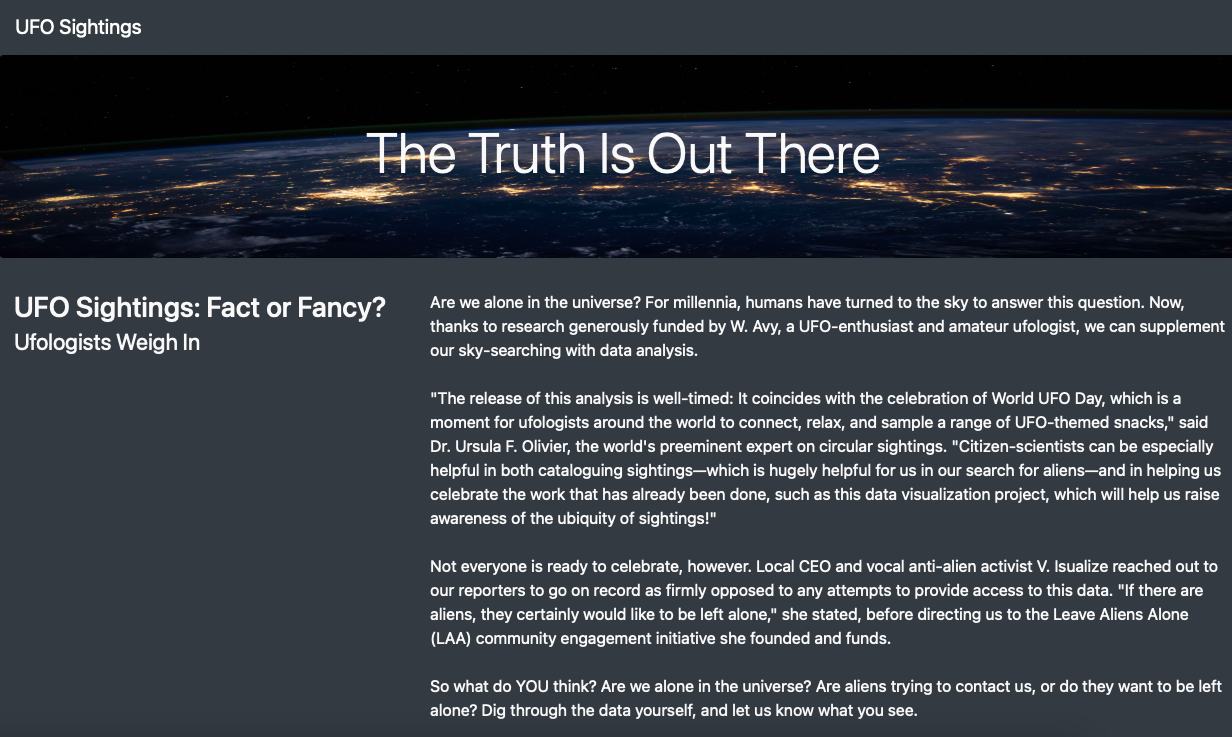 UFO Sightings
The Truth Is Out There
UFO Sightings: Fact or Fancy?
Ufologists Weigh In
Are we alone in the universe? For millennia, humans have turned to the sky to answer this question. Now,
thanks to research generously funded by W. Avy, a UFO-enthusiast and amateur ufologist, we can supplement
our sky-searching with data analysis.
"The release of this analysis is well-timed: It coincides with the celebration of World UFO Day, which is a
moment for ufologists around the world to connect, relax, and sample a range of UFO-themed snacks," said
Dr. Ursula F. Olivier, the world's preeminent expert on circular sightings. "Citizen-scientists can be especially
helpful in both cataloguing sightings—which is hugely helpful for us in our search for aliens—and in helping us
celebrate the work that has already been done, such as this data visualization project, which will help us raise
awareness of the ubiquity of sightings!"
Not everyone is ready to celebrate, however. Local CEO and vocal anti-alien activist V. Isualize reached out to
our reporters to go on record as firmly opposed to any attempts to provide access to this data. "If there are
aliens, they certainly would like to be left alone," she stated, before directing us to the Leave Aliens Alone
(LAA) community engagement initiative she founded and funds.
So what do YOU think? Are we alone in the universe? Are aliens trying to contact us, or do they want to be left
alone? Dig through the data yourself, and let us know what you see.